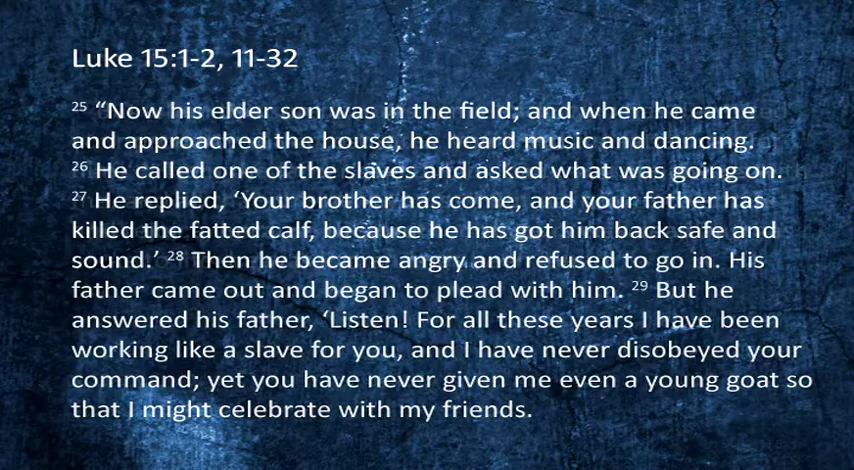 Luke 15:1-2, 11-32
²⁵ “Now his elder son was in the field; and when he came
and approached the house, he heard music and dancing.
²⁶ He called one of the slaves and asked what was going on.
²⁷ He replied, ‘Your brother has come, and your father has
killed the fatted calf, because he has got him back safe and
sound.’ ²⁸ Then he became angry and refused to go in. His
father came out and began to plead with him. ²⁹ But he
answered his father, ‘Listen! For all these years I have been
working like a slave for you, and I have never disobeyed your
command; yet you have never given me even a young goat so
that I might celebrate with my friends.